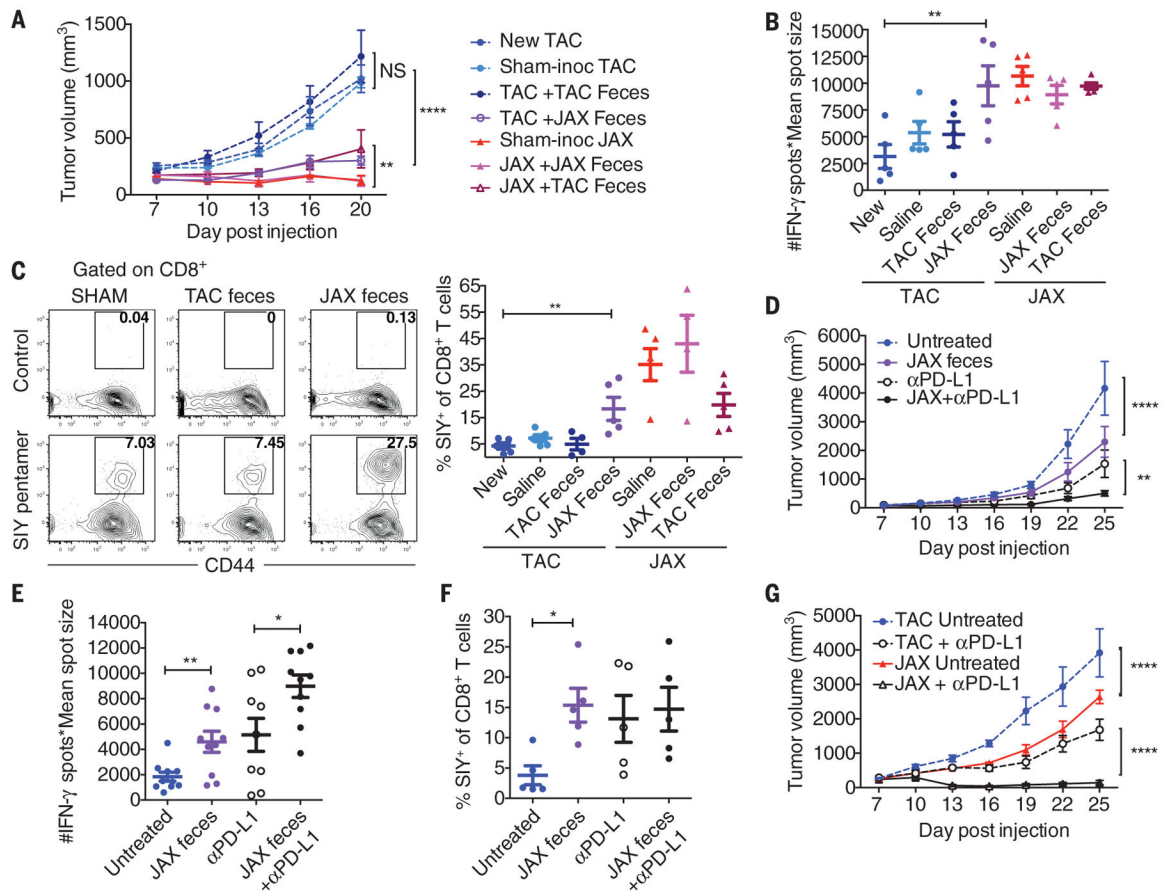 A
Tumor volume (mm³)
1500
1000
500
0
7 10 13 16 20
Day post injection
NS
****
**
New TAC
Sham-inoc TAC
TAC +TAC Feces
TAC +JAX Feces
Sham-inoc JAX
JAX +JAX Feces
JAX +TAC Feces
B
#IFN-γ spots*Mean spot size
15000
12500
10000
7500
5000
2500
0
**
New
Saline
TAC Feces
JAX Feces
Saline
JAX Feces
TAC Feces
TAC JAX
C
Gated on CD8⁺
SHAM TAC feces JAX feces
Control
0.04 0 0.13
SIY pentamer
7.03 7.45 27.5
CD44
% SIY⁺ of CD8⁺ T cells
65
55
45
35
25
15
5
**
New
Saline
TAC Feces
JAX Feces
Saline
JAX Feces
TAC Feces
TAC JAX
D
Tumor volume (mm³)
6000
5000
4000
3000
2000
1000
0
7 10 13 16 19 22 25
Day post injection
Untreated
JAX feces
αPD-L1
JAX+αPD-L1
****
**
E
#IFN-γ spots*Mean spot size
14000
12000
10000
8000
6000
4000
2000
0
**
*
Untreated
JAX feces
αPD-L1
JAX feces
+αPD-L1
F
% SIY⁺ of CD8⁺ T cells
30
25
20
15
10
5
0
*
Untreated
JAX feces
αPD-L1
JAX feces
+αPD-L1
G
Tumor volume (mm³)
5000
4000
3000
2000
1000
0
7 10 13 16 19 22 25
Day post injection
TAC Untreated
TAC + αPD-L1
JAX Untreated
JAX + αPD-L1
****
****